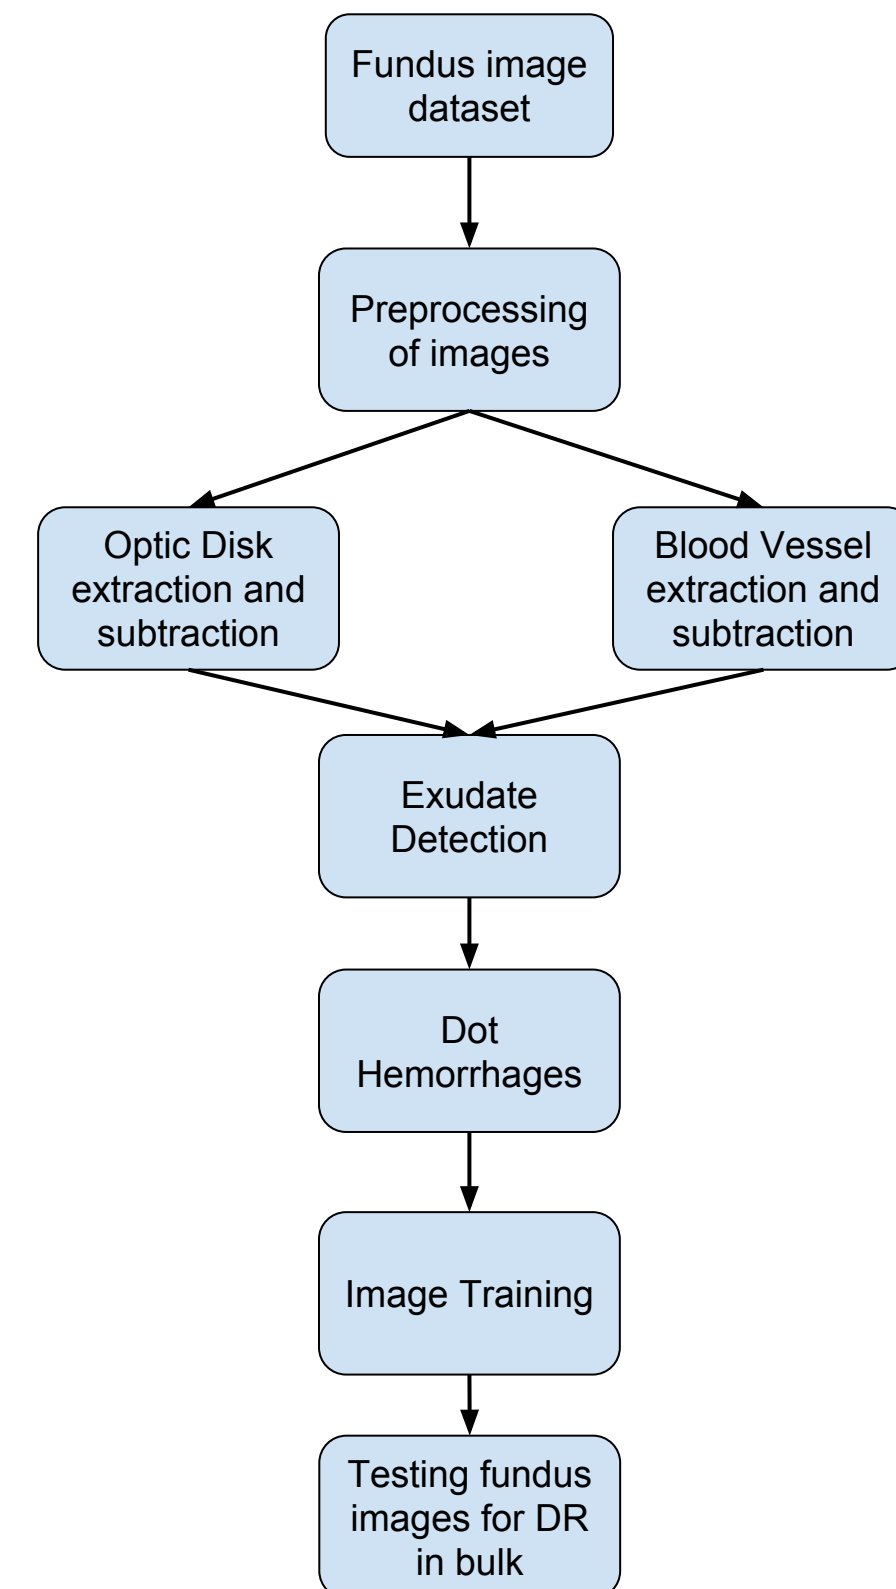 Fundus image
dataset
Preprocessing
of images
Optic Disk
extraction and
subtraction
Blood Vessel
extraction and
subtraction
Exudate
Detection
Dot
Hemorrhages
Image Training
Testing fundus
images for DR
in bulk